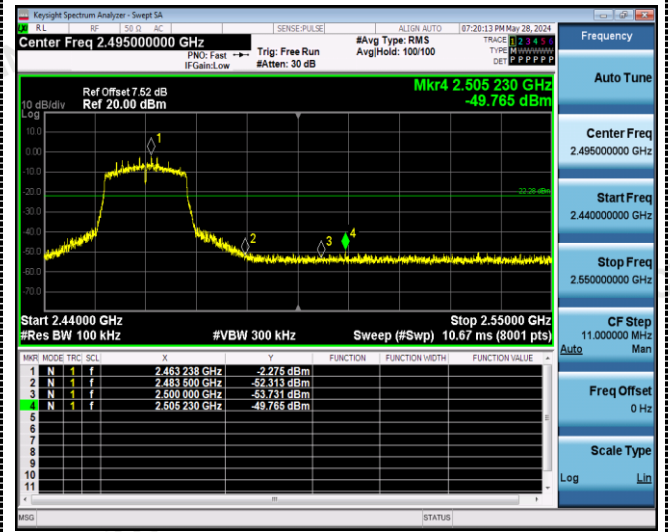 Keysight Spectrum Analyzer - Swept SA
RL RF 50 Ω AC SENSE:PULSE ALIGN AUTO 07:20:13 PM May 28, 2024
Center Freq 2.495000000 GHz
PNO: Fast Trig: Free Run #Avg Type: RMS TRACE 1 2 3 4 5 6
IFGain:Low #Atten: 30 dB Avg|Hold: 100/100 TYPE M WWWWW
DET P P P P P P
Mkr4 2.505 230 GHz
-49.765 dBm
Ref Offset 7.52 dB
10 dB/div Ref 20.00 dBm
Log
10.0
0.00
-10.0
-20.0
-30.0
-40.0
-50.0
-60.0
-70.0
1
2
3
4
-22.28 dBm
Start 2.44000 GHz Stop 2.55000 GHz
#Res BW 100 kHz #VBW 300 kHz Sweep (#Swp) 10.67 ms (8001 pts)
MKR MODE TRC SCL X Y FUNCTION FUNCTION WIDTH FUNCTION VALUE
1 N 1 f 2.463 238 GHz -2.275 dBm
2 N 1 f 2.483 500 GHz -52.313 dBm
3 N 1 f 2.500 000 GHz -53.731 dBm
4 N 1 f 2.505 230 GHz -49.765 dBm
5
6
7
8
9
10
11
MSG STATUS
Frequency
Auto Tune
Center Freq
2.495000000 GHz
Start Freq
2.440000000 GHz
Stop Freq
2.550000000 GHz
CF Step
11.000000 MHz
Auto Man
Freq Offset
0 Hz
Scale Type
Log Lin